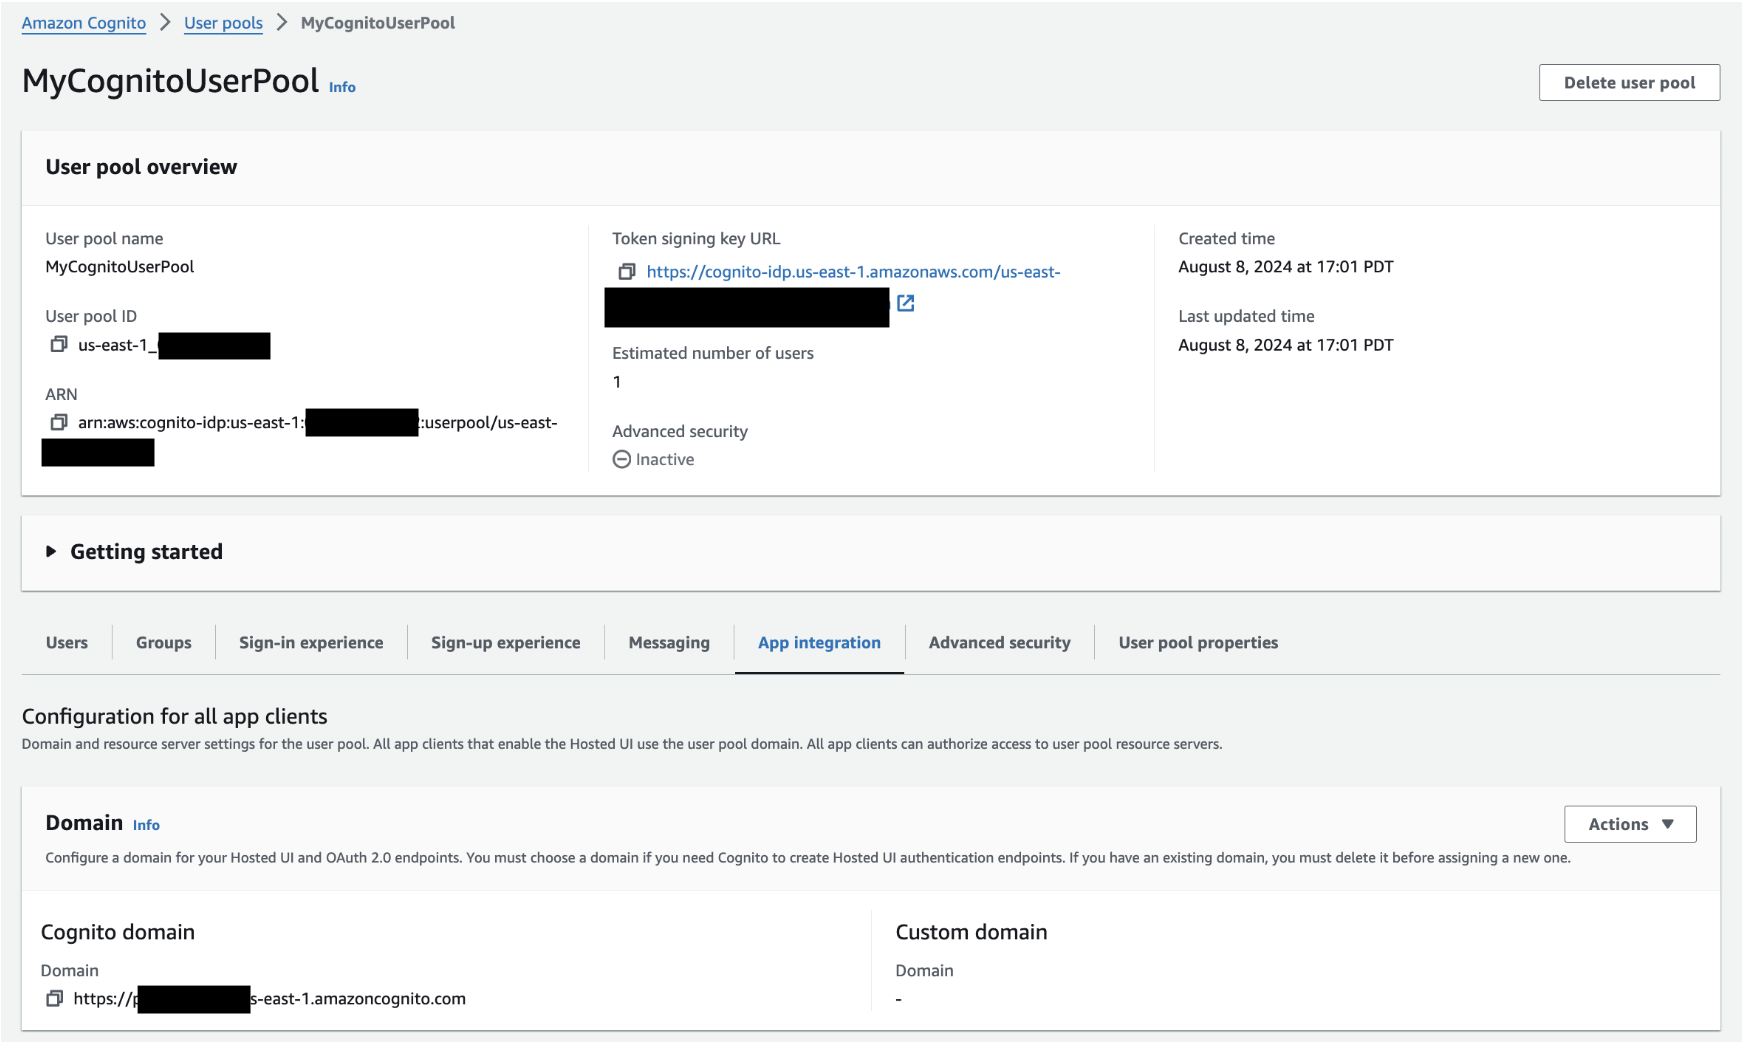 Amazon Cognito > User pools > MyCognitoUserPool
MyCognitoUserPool Info
Delete user pool
User pool overview
User pool name
MyCognitoUserPool
User pool ID
us-east-1_
ARN
arn:aws:cognito-idp:us-east-1: :userpool/us-east-
Token signing key URL
https://cognito-idp.us-east-1.amazonaws.com/us-east-
Estimated number of users
1
Advanced security
Inactive
Created time
August 8, 2024 at 17:01 PDT
Last updated time
August 8, 2024 at 17:01 PDT
Getting started
Users Groups Sign-in experience Sign-up experience Messaging App integration Advanced security User pool properties
Configuration for all app clients
Domain and resource server settings for the user pool. All app clients that enable the Hosted UI use the user pool domain. All app clients can authorize access to user pool resource servers.
Domain Info
Actions
Configure a domain for your Hosted UI and OAuth 2.0 endpoints. You must choose a domain if you need Cognito to create Hosted UI authentication endpoints. If you have an existing domain, you must delete it before assigning a new one.
Cognito domain
Domain
https://p s-east-1.amazoncognito.com
Custom domain
Domain
-